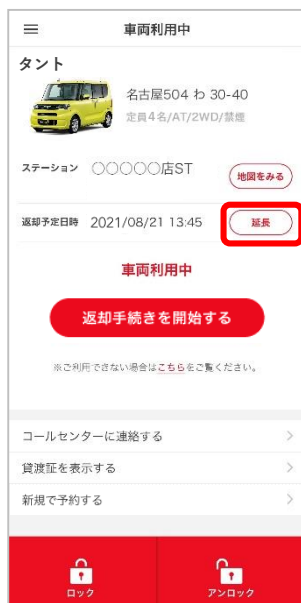 車両利用中
タント
名古屋504 わ 30-40
定員4名/AT/2WD/禁煙
ステーション 〇〇〇〇〇店ST 地図をみる
返却予定日時 2021/08/21 13:45 延長
車両利用中
返却手続きを開始する
※ご利用できない場合はこちらをご覧ください。
コールセンターに連絡する
貸渡証を表示する
新規で予約する
ロック アンロック